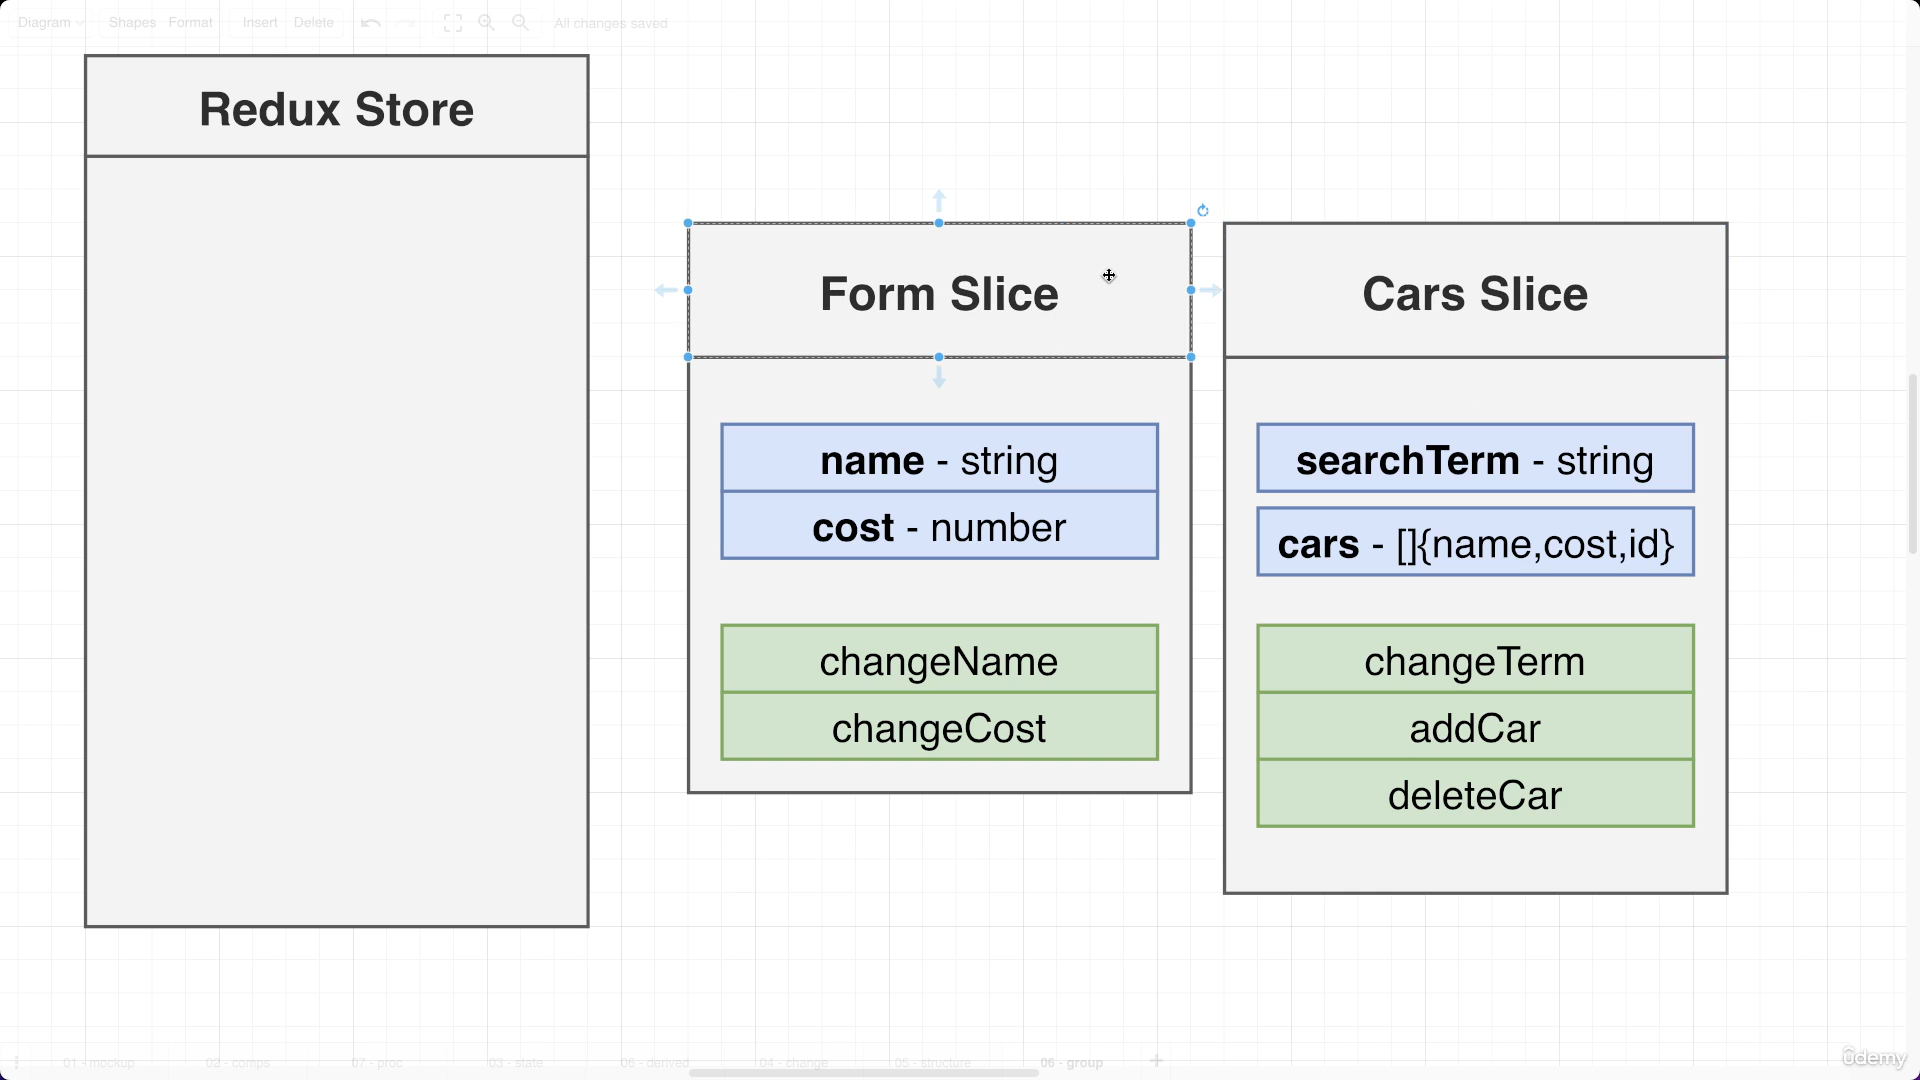 Diagram Shapes Format Insert Delete All changes saved
Redux Store
Form Slice
name - string
cost - number
changeName
changeCost
Cars Slice
searchTerm - string
cars - []{name,cost,id}
changeTerm
addCar
deleteCar
01 - mockup 02 - comps 07 - proc 03 - state 06 - derived 04 - change 05 - structure 06 - group
ûdemy